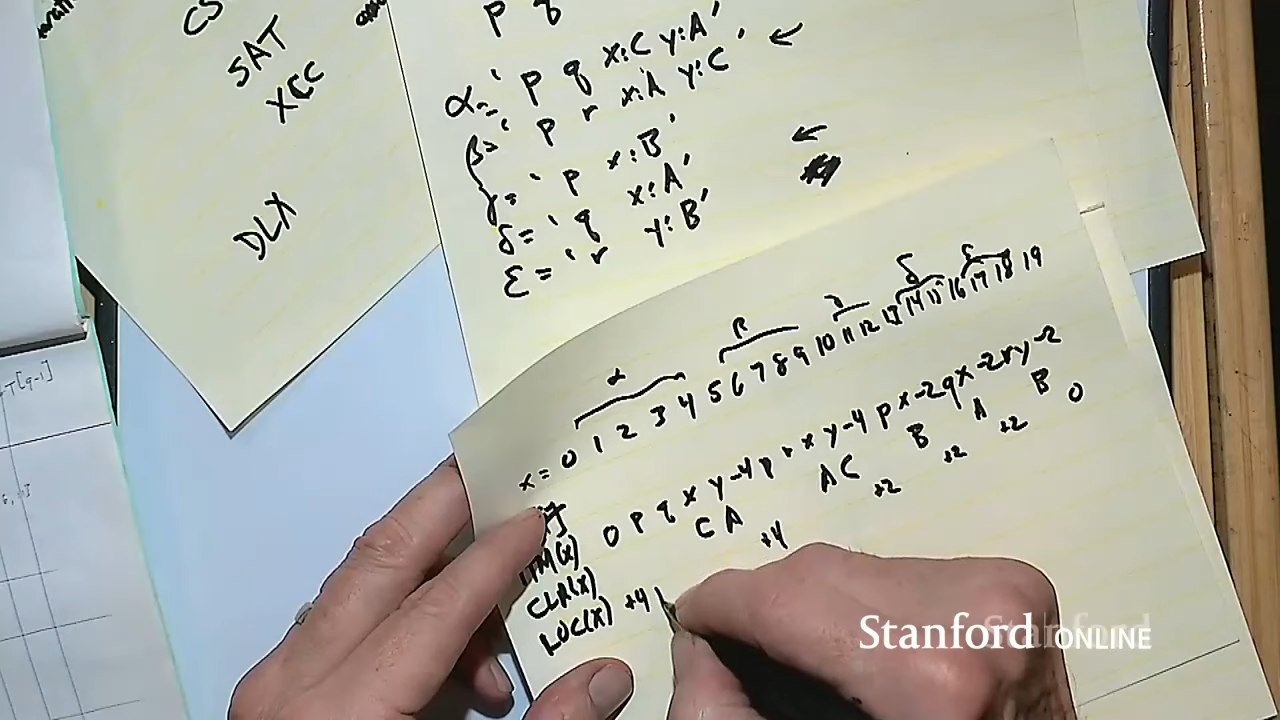 CS
SAT
XCC
DLX
T[q-1]
p q
α = ' p q x:C y:A' ←
β = ' p r x:A y:C'
γ = ' p x:B' ←
δ = ' q x:A'
ε = ' r y:B'
α β γ δ ε
x = 0 1 2 3 4 5 6 7 8 9 10 11 12 13 14 15 16 17 18 19
ITM(x) 0 p q x y -4 p r x y -4 p x -2 q x -2 r y -2
CLR(x) C A A C B A B 0
LOC(x) +4 +4 +2 +2 +2
Stanford ONLINE